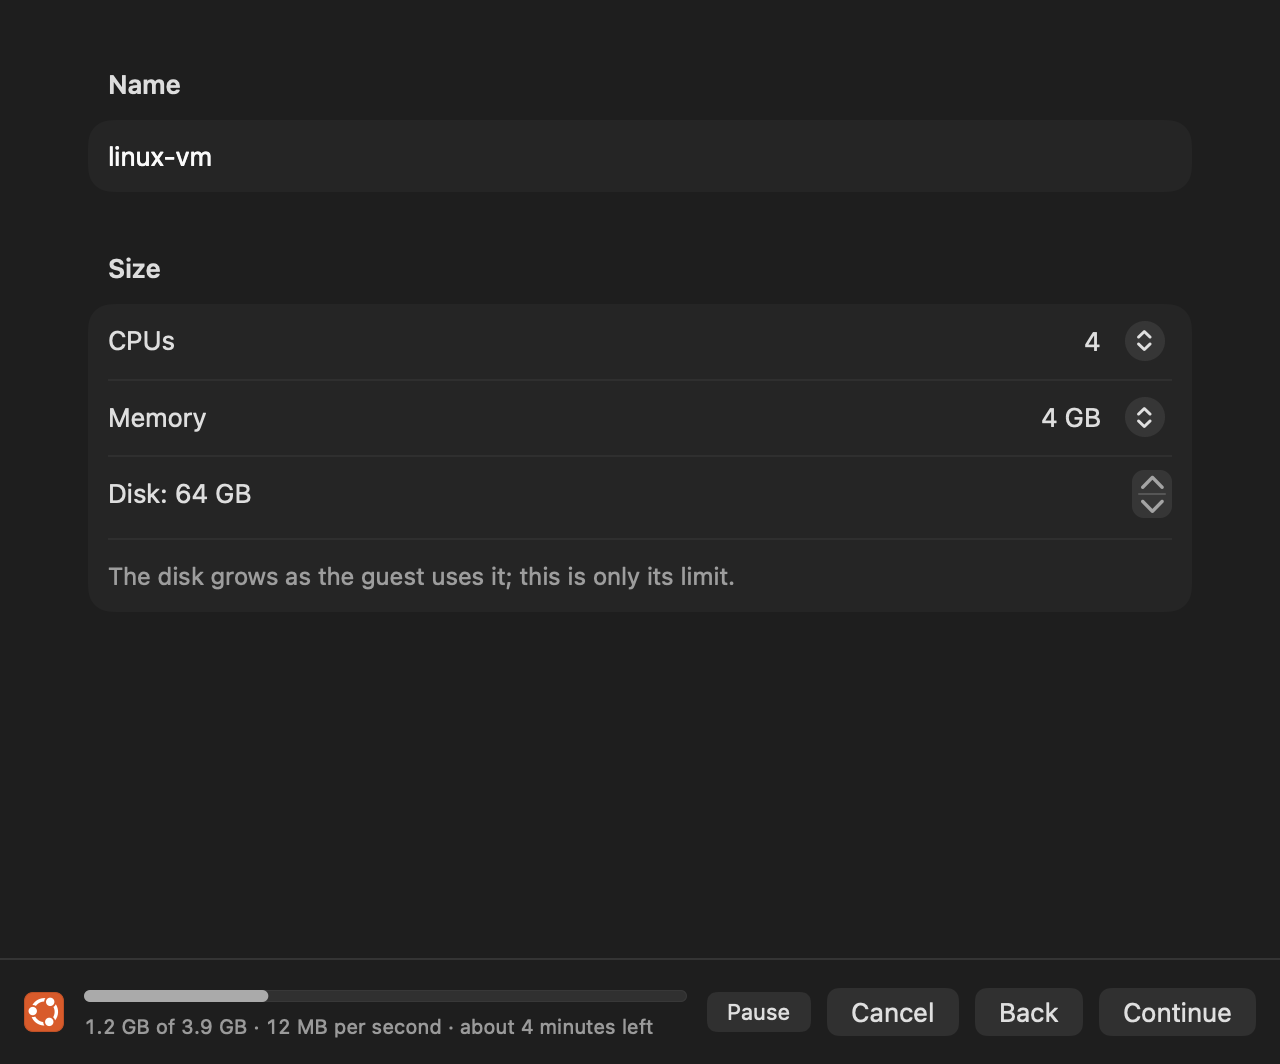 Name
linux-vm
Size
CPUs 4
Memory 4 GB
Disk: 64 GB
The disk grows as the guest uses it; this is only its limit.
1.2 GB of 3.9 GB · 12 MB per second · about 4 minutes left
Pause Cancel Back Continue